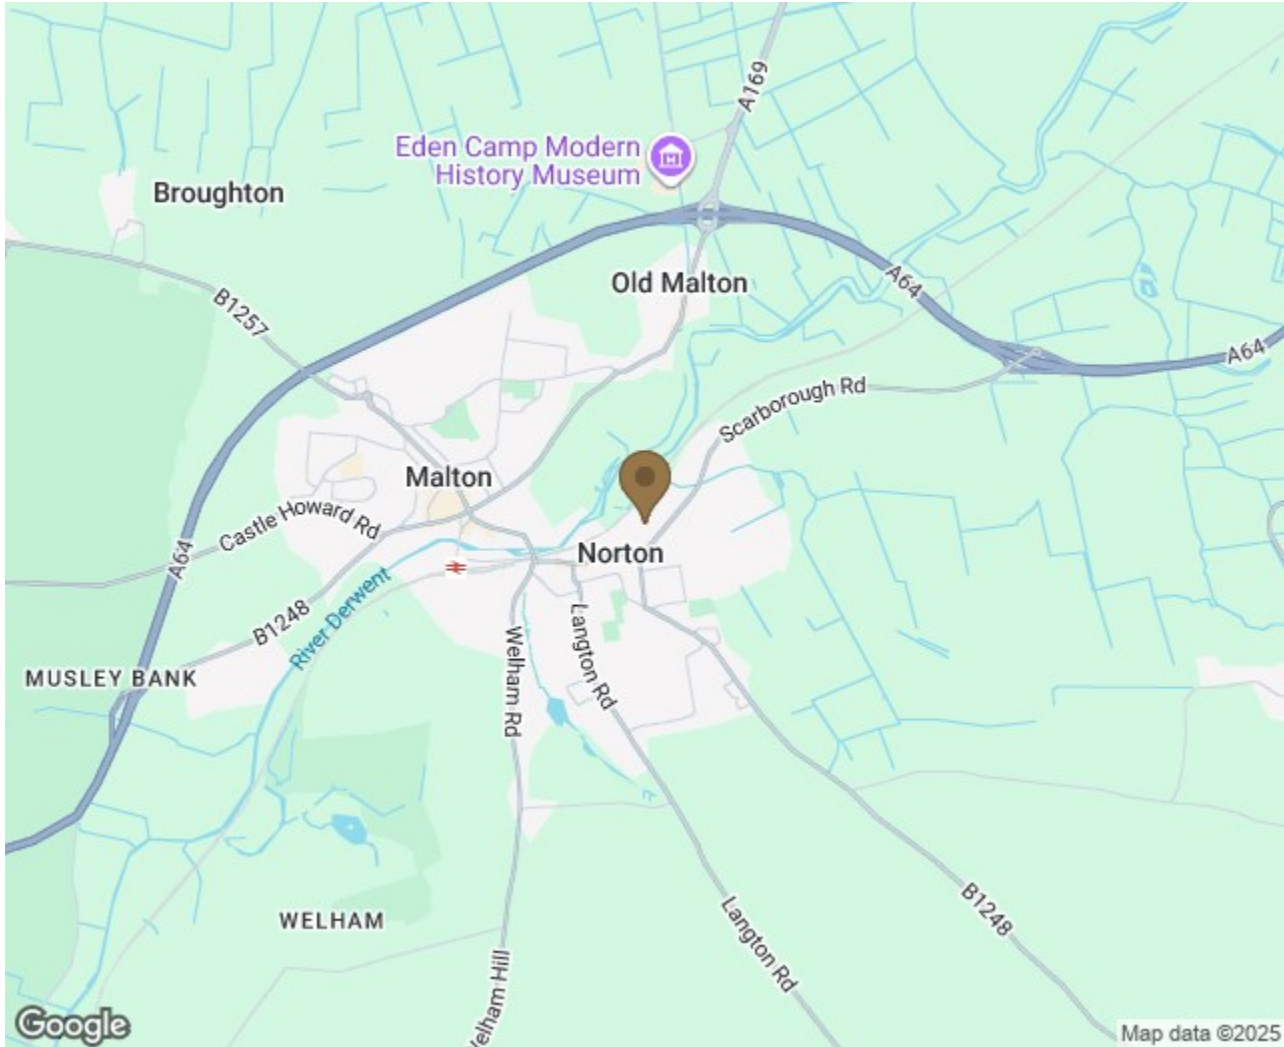 A169
Eden Camp Modern
History Museum
Broughton
Old Malton
A64
B1257
A64
Scarborough Rd
Malton
Castle Howard Rd
Norton
A64
River Derwent
B1248
Langton Rd
Welham Rd
MUSLEY BANK
WELHAM
B1248
Langton Rd
Welham Hill
Google
Map data ©2025